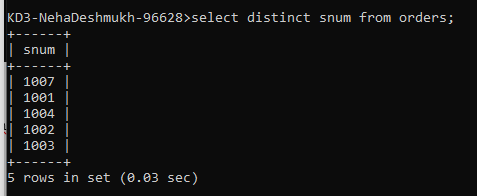 KD3-NehaDeshmukh-96628>select distinct snum from orders;
+------+
| snum |
+------+
| 1007 |
| 1001 |
| 1004 |
| 1002 |
| 1003 |
+------+
5 rows in set (0.03 sec)